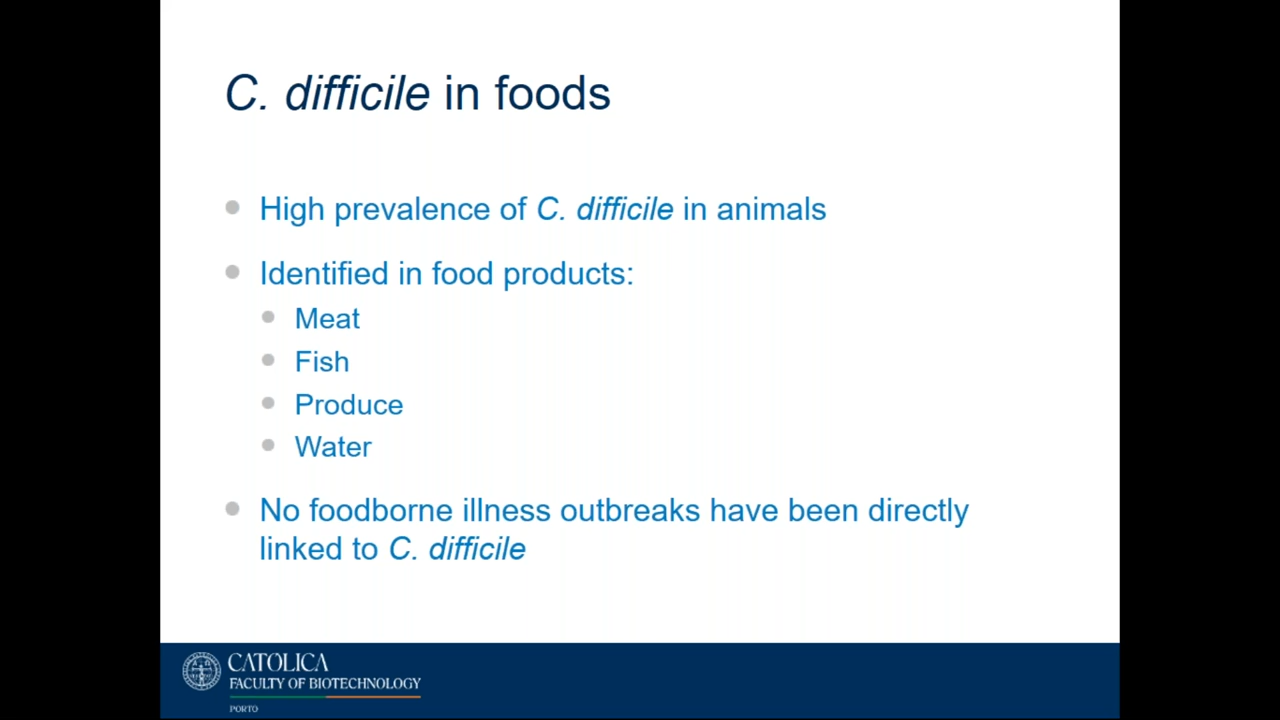 C. difficile in foods
High prevalence of C. difficile in animals
Identified in food products:
Meat
Fish
Produce
Water
No foodborne illness outbreaks have been directly
linked to C. difficile
CATÓLICA
FACULTY OF BIOTECHNOLOGY
PORTO